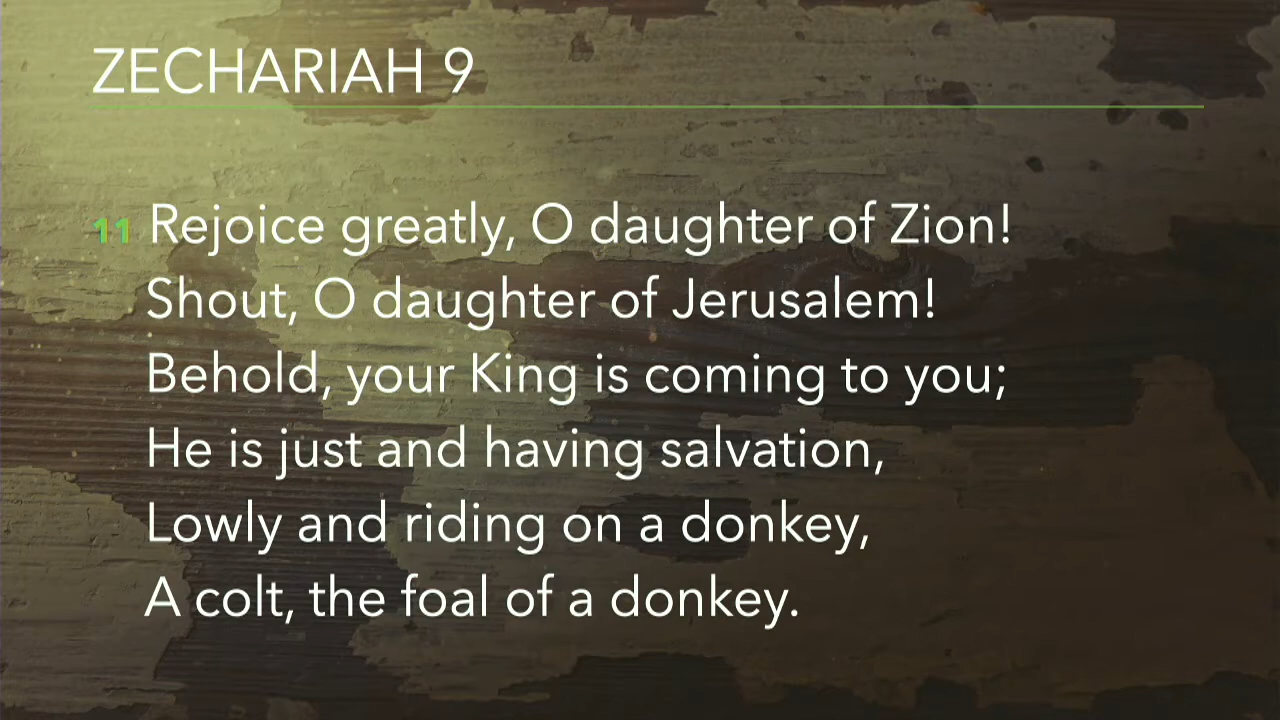 ZECHARIAH 9
11 Rejoice greatly, O daughter of Zion!
Shout, O daughter of Jerusalem!
Behold, your King is coming to you;
He is just and having salvation,
Lowly and riding on a donkey,
A colt, the foal of a donkey.